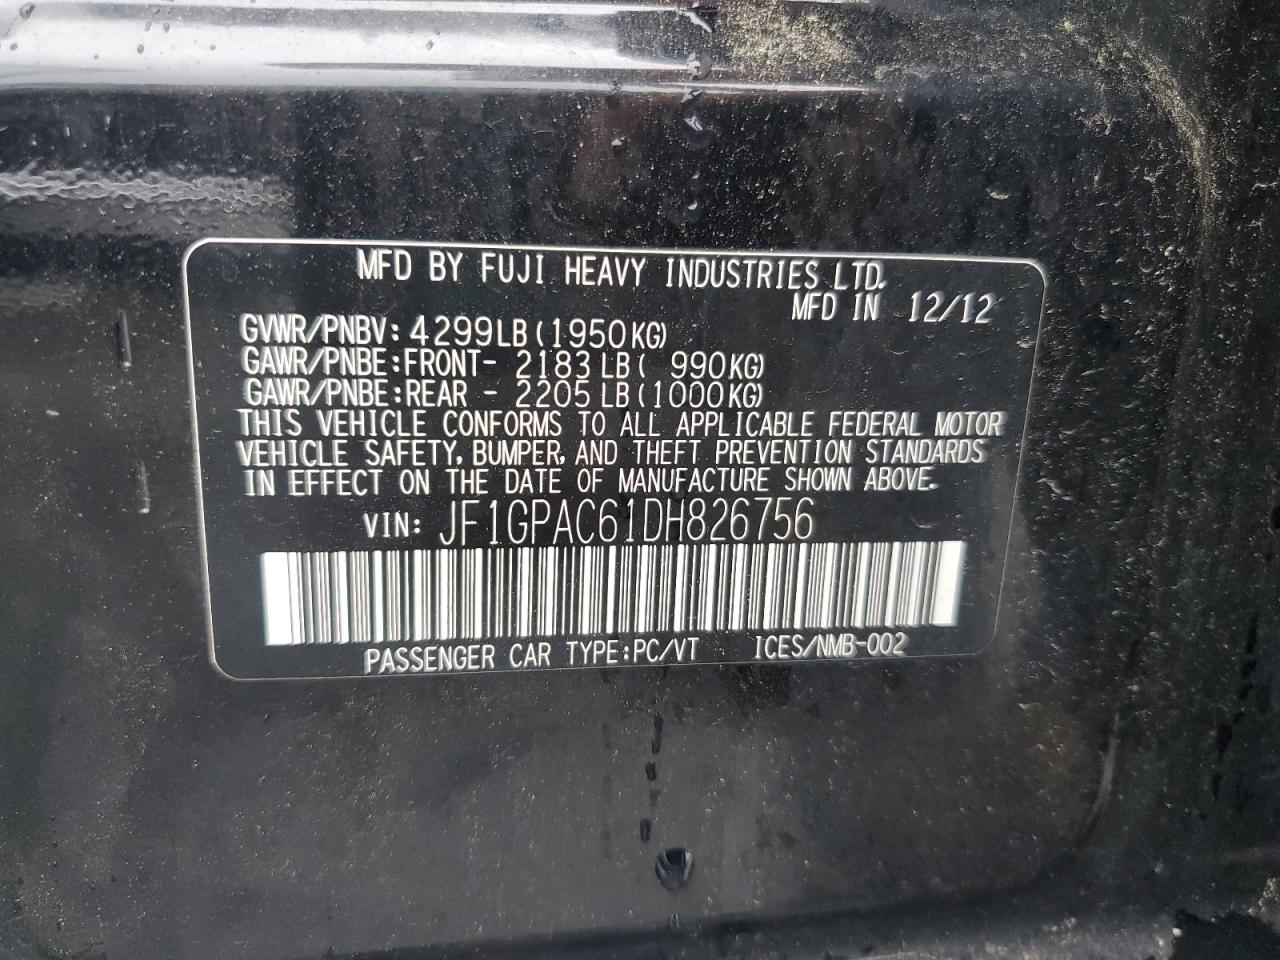 MFD BY FUJI HEAVY INDUSTRIES LTD.
MFD IN 12/12
GVWR/PNBV: 4299LB(1950KG)
GAWR/PNBE:FRONT- 2183LB( 990KG)
GAWR/PNBE:REAR - 2205LB(1000KG)
THIS VEHICLE CONFORMS TO ALL APPLICABLE FEDERAL MOTOR
VEHICLE SAFETY, BUMPER, AND THEFT PREVENTION STANDARDS
IN EFFECT ON THE DATE OF MANUFACTURE SHOWN ABOVE.
VIN: JF1GPAC61DH826756
PASSENGER CAR TYPE:PC/VT ICES/NMB-002